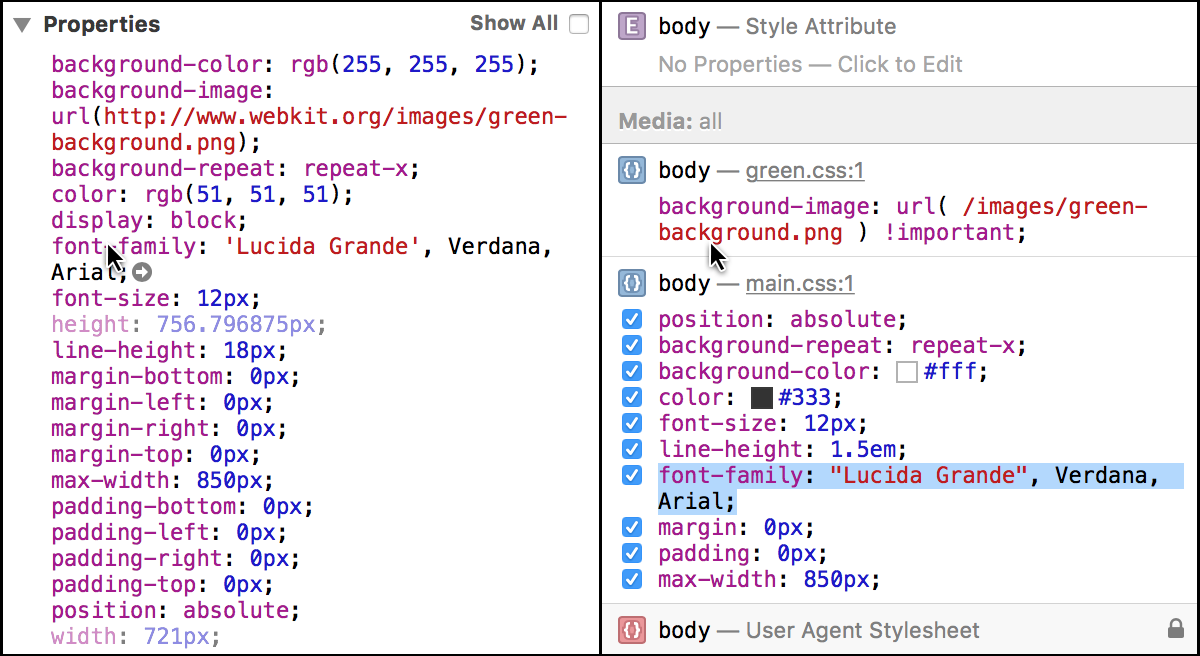 Properties
Show All
background-color: rgb(255, 255, 255);
background-image:
url(http://www.webkit.org/images/green-
background.png);
background-repeat: repeat-x;
color: rgb(51, 51, 51);
display: block;
font-family: 'Lucida Grande', Verdana,
Arial;
font-size: 12px;
height: 756.796875px;
line-height: 18px;
margin-bottom: 0px;
margin-left: 0px;
margin-right: 0px;
margin-top: 0px;
max-width: 850px;
padding-bottom: 0px;
padding-left: 0px;
padding-right: 0px;
padding-top: 0px;
position: absolute;
width: 721px;
E body — Style Attribute
No Properties — Click to Edit
Media: all
{} body — green.css:1
background-image: url( /images/green-
background.png ) !important;
{} body — main.css:1
position: absolute;
background-repeat: repeat-x;
background-color: #fff;
color: #333;
font-size: 12px;
line-height: 1.5em;
font-family: "Lucida Grande", Verdana,
Arial;
margin: 0px;
padding: 0px;
max-width: 850px;
{} body — User Agent Stylesheet